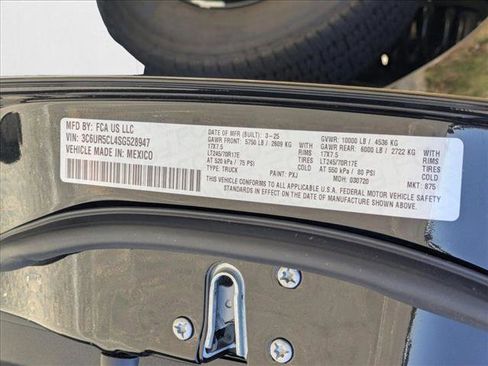 MFD BY: FCA US LLC
VIN: 3C6UR5CL4SG528947
VEHICLE MADE IN: MEXICO
DATE OF MFR (BUILT): 3-25
GVWR: 10000 LB / 4536 KG
GAWR FRONT: 5750 LB / 2609 KG
GAWR REAR: 6000 LB / 2722 KG
17X7.5 RIMS
17X7.5 RIMS
LT245/70R17E TIRES
LT245/70R17E TIRES
AT 520 kPa / 75 PSI COLD
AT 550 kPa / 80 PSI COLD
TYPE: TRUCK
PAINT: PXJ
MDH: 030720
MKT: 875
THIS VEHICLE CONFORMS TO ALL APPLICABLE U.S.A. FEDERAL MOTOR VEHICLE SAFETY
STANDARDS IN EFFECT ON THE DATE OF MANUFACTURE SHOWN ABOVE.